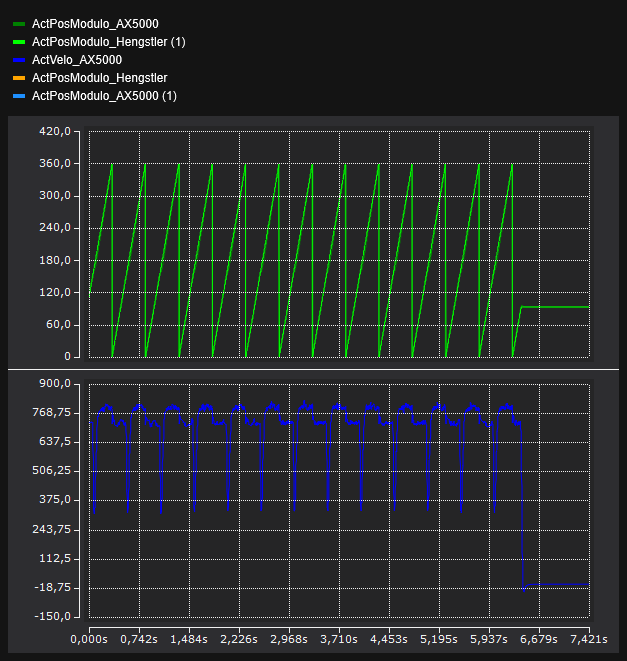 ActPosModulo_AX5000
ActPosModulo_Hengstler (1)
ActVelo_AX5000
ActPosModulo_Hengstler
ActPosModulo_AX5000 (1)
420,0
360,0
300,0
240,0
180,0
120,0
60,0
0
900,0
768,75
637,5
506,25
375,0
243,75
112,5
-18,75
-150,0
0,000s 0,742s 1,484s 2,226s 2,968s 3,710s 4,453s 5,195s 5,937s 6,679s 7,421s